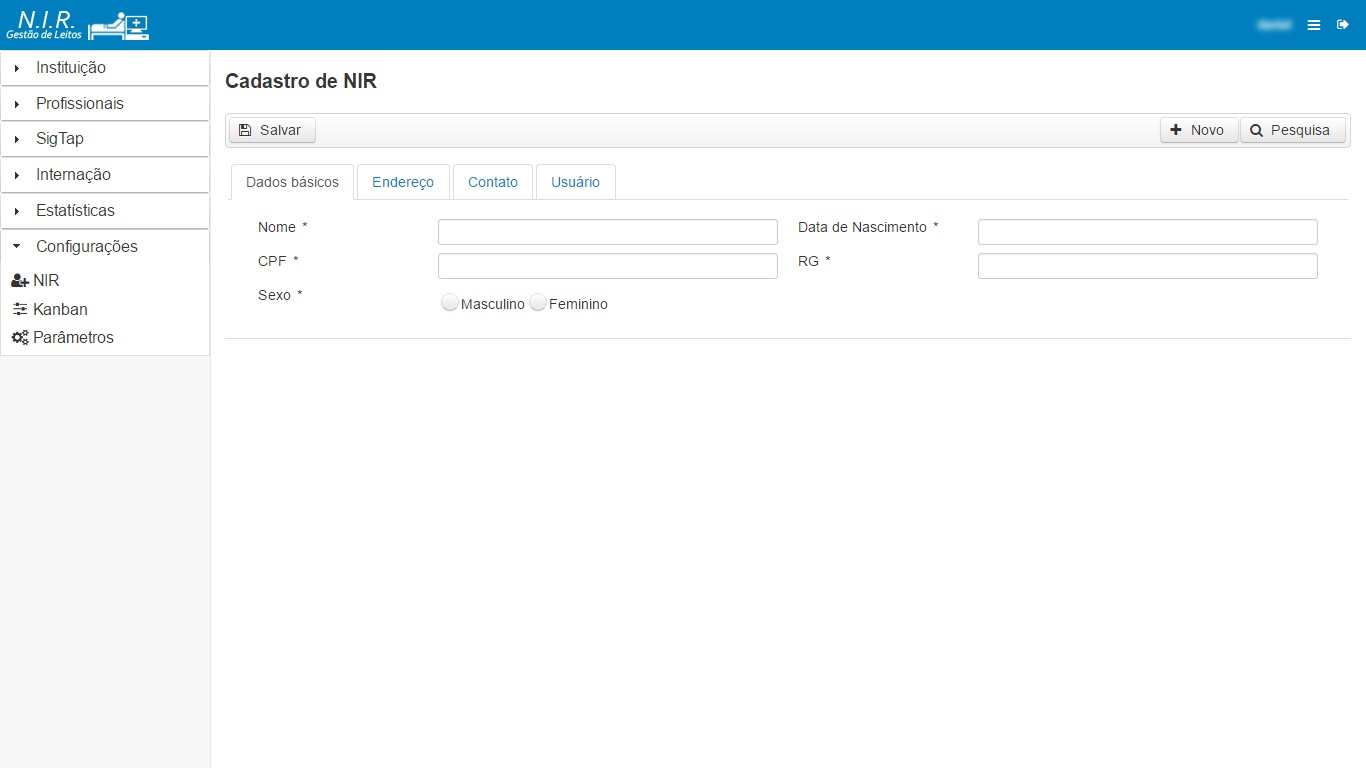 N.I.R.
Gestão de Leitos
Instituição
Profissionais
SigTap
Internação
Estatísticas
Configurações
NIR
Kanban
Parâmetros
Cadastro de NIR
Salvar
Novo
Pesquisa
Dados básicos
Endereço
Contato
Usuário
Nome *
Data de Nascimento *
CPF *
RG *
Sexo *
Masculino
Feminino